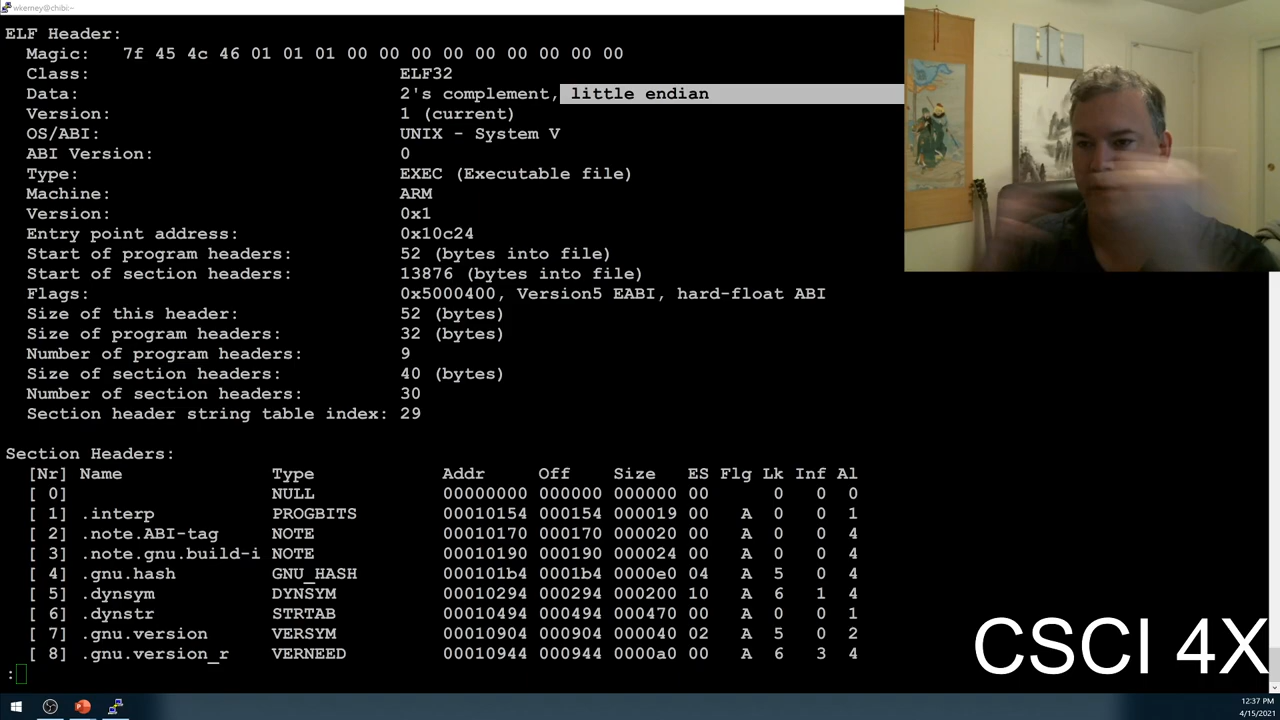 wkerney@chibi:~
ELF Header:
Magic: 7f 45 4c 46 01 01 01 00 00 00 00 00 00 00 00 00
Class: ELF32
Data: 2's complement, little endian
Version: 1 (current)
OS/ABI: UNIX - System V
ABI Version: 0
Type: EXEC (Executable file)
Machine: ARM
Version: 0x1
Entry point address: 0x10c24
Start of program headers: 52 (bytes into file)
Start of section headers: 13876 (bytes into file)
Flags: 0x5000400, Version5 EABI, hard-float ABI
Size of this header: 52 (bytes)
Size of program headers: 32 (bytes)
Number of program headers: 9
Size of section headers: 40 (bytes)
Number of section headers: 30
Section header string table index: 29
Section Headers:
[Nr] Name Type Addr Off Size ES Flg Lk Inf Al
[ 0] NULL 00000000 000000 000000 00 0 0 0
[ 1] .interp PROGBITS 00010154 000154 000019 00 A 0 0 1
[ 2] .note.ABI-tag NOTE 00010170 000170 000020 00 A 0 0 4
[ 3] .note.gnu.build-i NOTE 00010190 000190 000024 00 A 0 0 4
[ 4] .gnu.hash GNU_HASH 000101b4 0001b4 0000e0 04 A 5 0 4
[ 5] .dynsym DYNSYM 00010294 000294 000200 10 A 6 1 4
[ 6] .dynstr STRTAB 00010494 000494 000470 00 A 0 0 1
[ 7] .gnu.version VERSYM 00010904 000904 000040 02 A 5 0 2
[ 8] .gnu.version_r VERNEED 00010944 000944 0000a0 00 A 6 3 4
:
CSCI 4X
12:37 PM
4/15/2021